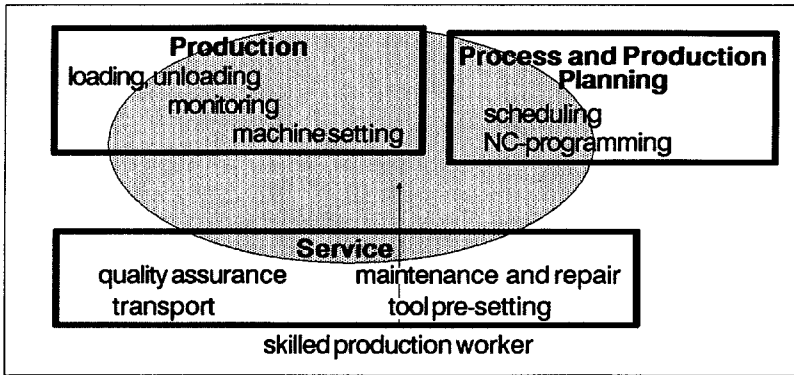 Production
loading, unloading
monitoring
machine setting
Process and Production
Planning
scheduling
NC-programming
Service
quality assurance maintenance and repair
transport tool pre-setting
skilled production worker